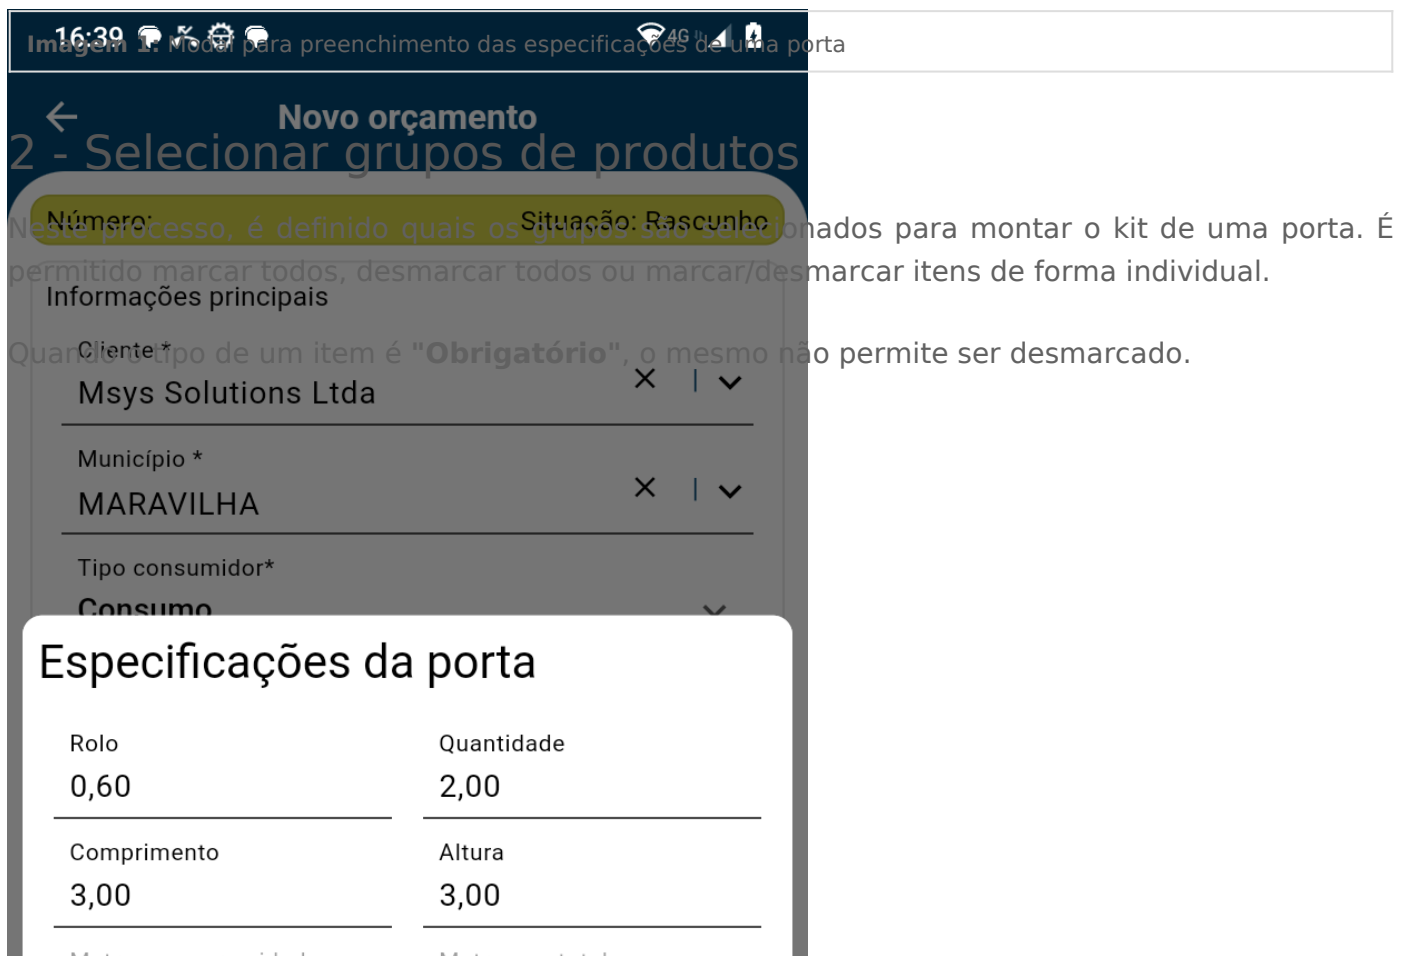 16:39
4G
Imagem 1: Modal para preenchimento das especificações de uma porta
Novo orçamento
2 - Selecionar grupos de produtos
Número:
Situação: Rascunho
Neste processo, é definido quais os grupos são selecionados para montar o kit de uma porta. É
permitido marcar todos, desmarcar todos ou marcar/desmarcar itens de forma individual.
Informações principais
Cliente *
Quando o tipo de um item é "Obrigatório", o mesmo não permite ser desmarcado.
Msys Solutions Ltda
Município *
MARAVILHA
Tipo consumidor*
Consumo
Especificações da porta
Rolo
Quantidade
0,60
2,00
Comprimento
Altura
3,00
3,00